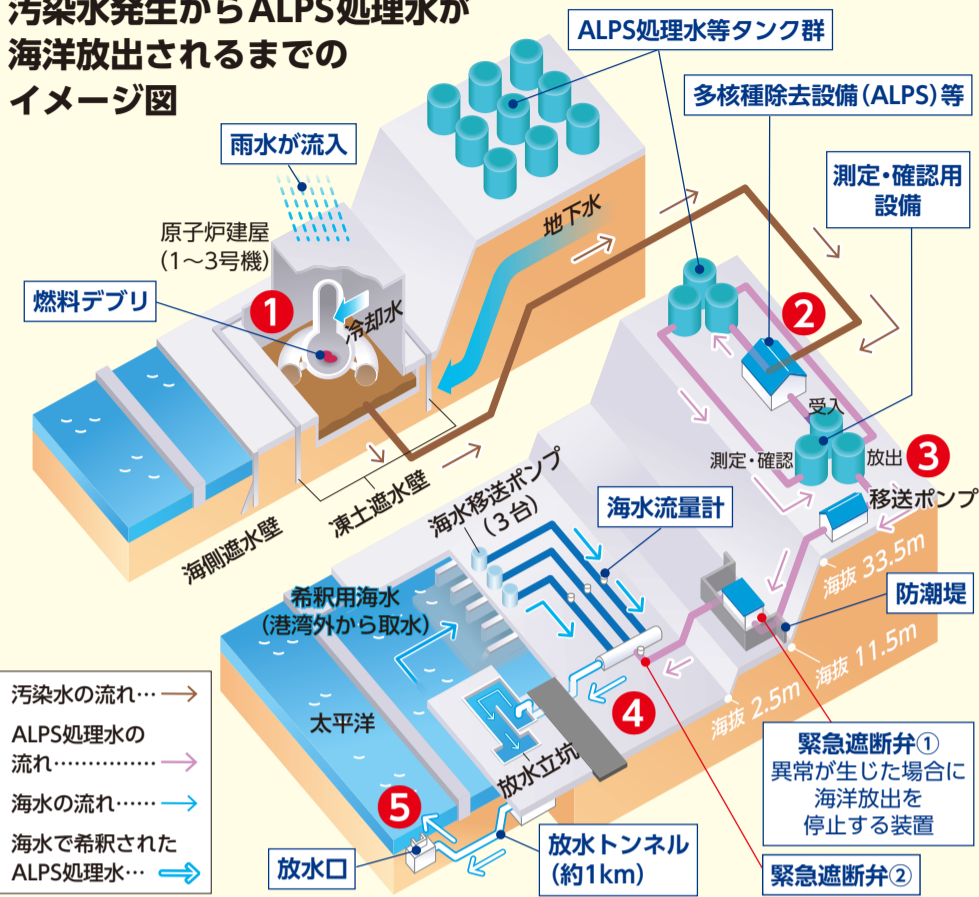 汚染水発生からALPS処理水が
海洋放出されるまでの
イメージ図
ALPS処理水等タンク群
多核種除去設備（ALPS）等
雨水が流入
測定・確認用
設備
原子炉建屋
（1～3号機）
地下水
燃料デブリ
1
冷却水
2
受入
測定・確認
放出
3
移送ポンプ
海水移送ポンプ
（3台）
海水流量計
凍土遮水壁
海側遮水壁
海抜 33.5m
防潮堤
希釈用海水
（港湾外から取水）
海抜 11.5m
海抜 2.5m
汚染水の流れ…
ALPS処理水の
流れ……………
海水の流れ……
海水で希釈された
ALPS処理水…
太平洋
4
放水立坑
緊急遮断弁①
異常が生じた場合に
海洋放出を
停止する装置
5
放水口
放水トンネル
（約1km）
緊急遮断弁②